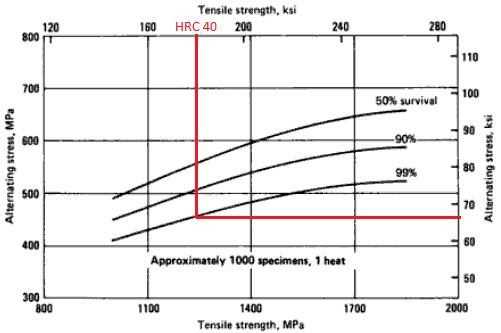 Tensile strength, ksi
120 160 HRC 40 200 240 280
800
700
600
500
400
300
Alternating stress, MPa
50% survival
90%
99%
Approximately 1000 specimens, 1 heat
100
90
80
70
60
50
Alternating stress, ksi
800 1100 1400 1700 2000
Tensile strength, MPa